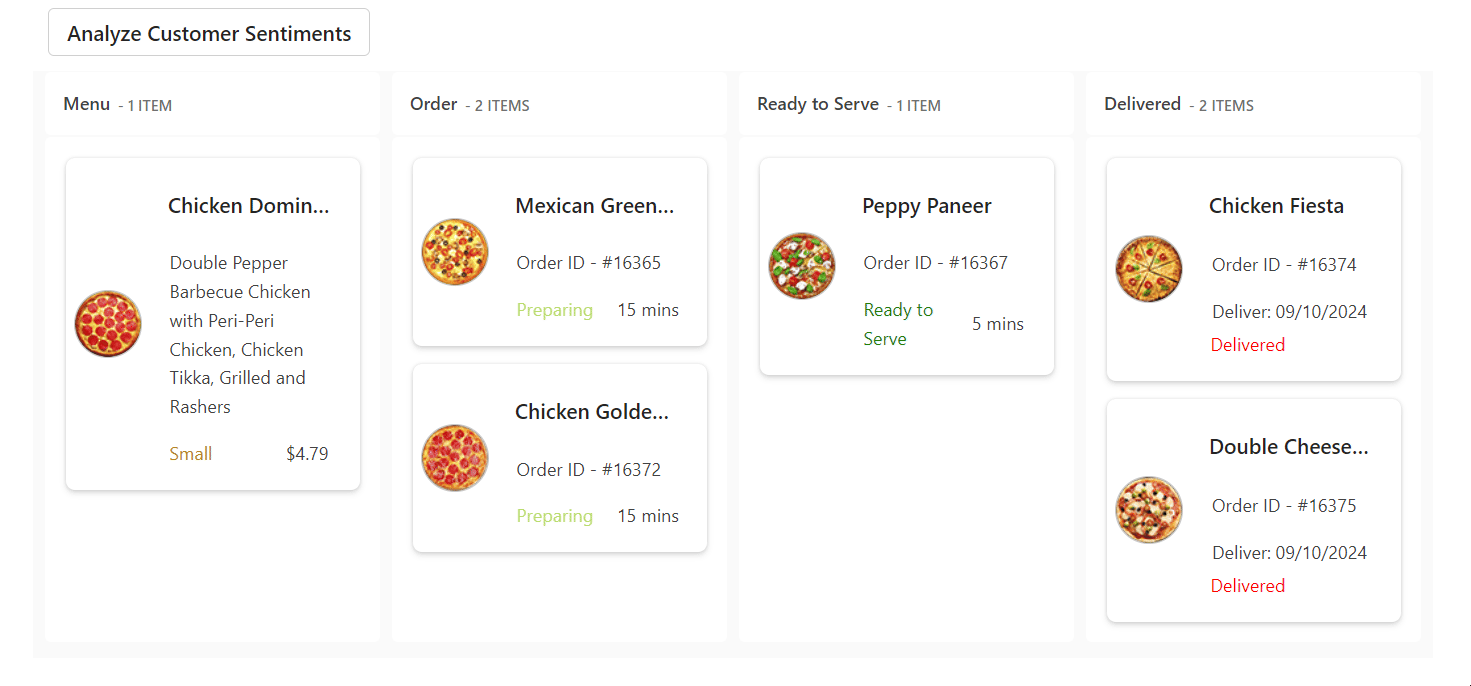 Analyze Customer Sentiments
Menu - 1 ITEM
Chicken Domin...
Double Pepper
Barbecue Chicken
with Peri-Peri
Chicken, Chicken
Tikka, Grilled and
Rashers
Small $4.79
Order - 2 ITEMS
Mexican Green...
Order ID - #16365
Preparing 15 mins
Chicken Golde...
Order ID - #16372
Preparing 15 mins
Ready to Serve - 1 ITEM
Peppy Paneer
Order ID - #16367
Ready to
Serve
5 mins
Delivered - 2 ITEMS
Chicken Fiesta
Order ID - #16374
Deliver: 09/10/2024
Delivered
Double Cheese...
Order ID - #16375
Deliver: 09/10/2024
Delivered